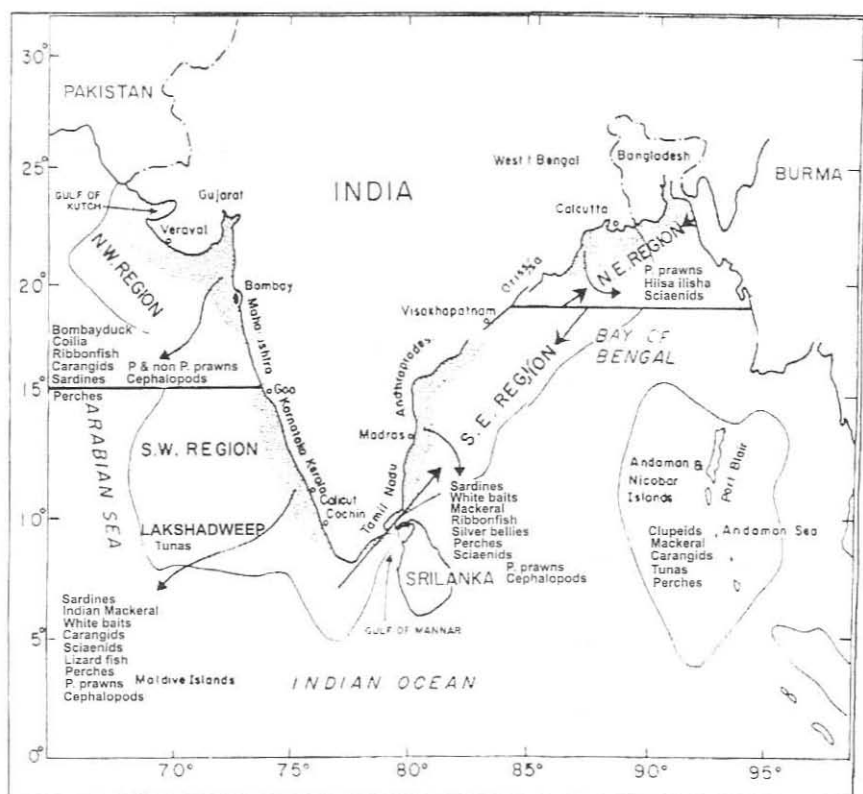 30°
25°
20°
15°
10°
5°
0°
PAKISTAN
INDIA
West Bengal
Bangladesh
BURMA
GULF OF
KUTCH
Gujarat
Veraval
Calcutta
N.W. REGION
N.E. REGION
Orissa
P. prawns
Hilsa ilisha
Sciaenids
Bombay
Maharashtra
Visakhapatnam
BAY OF
BENGAL
Bombayduck
Coilia
Ribbonfish
Carangids
Sardines
P & non P. prawns
Cephalopods
Perches
Goa
ARABIAN SEA
S.W. REGION
Karnataka
Kerala
Andhrapradesh
S.E. REGION
Madras
Tamil Nadu
Calicut
Cochin
LAKSHADWEEP
Tunas
Sardines
White baits
Mackeral
Ribbonfish
Silver bellies
Perches
Sciaenids
P. prawns
Cephalopods
SRILANKA
GULF OF MANNAR
Andaman &
Nicobar
Islands
Port Blair
Andaman Sea
Clupeids
Mackeral
Carangids
Tunas
Perches
Sardines
Indian Mackeral
White baits
Carangids
Sciaenids
Lizard fish
Perches
P. prawns
Cephalopods
Maldive Islands
INDIAN OCEAN
70°
75°
80°
85°
90°
95°